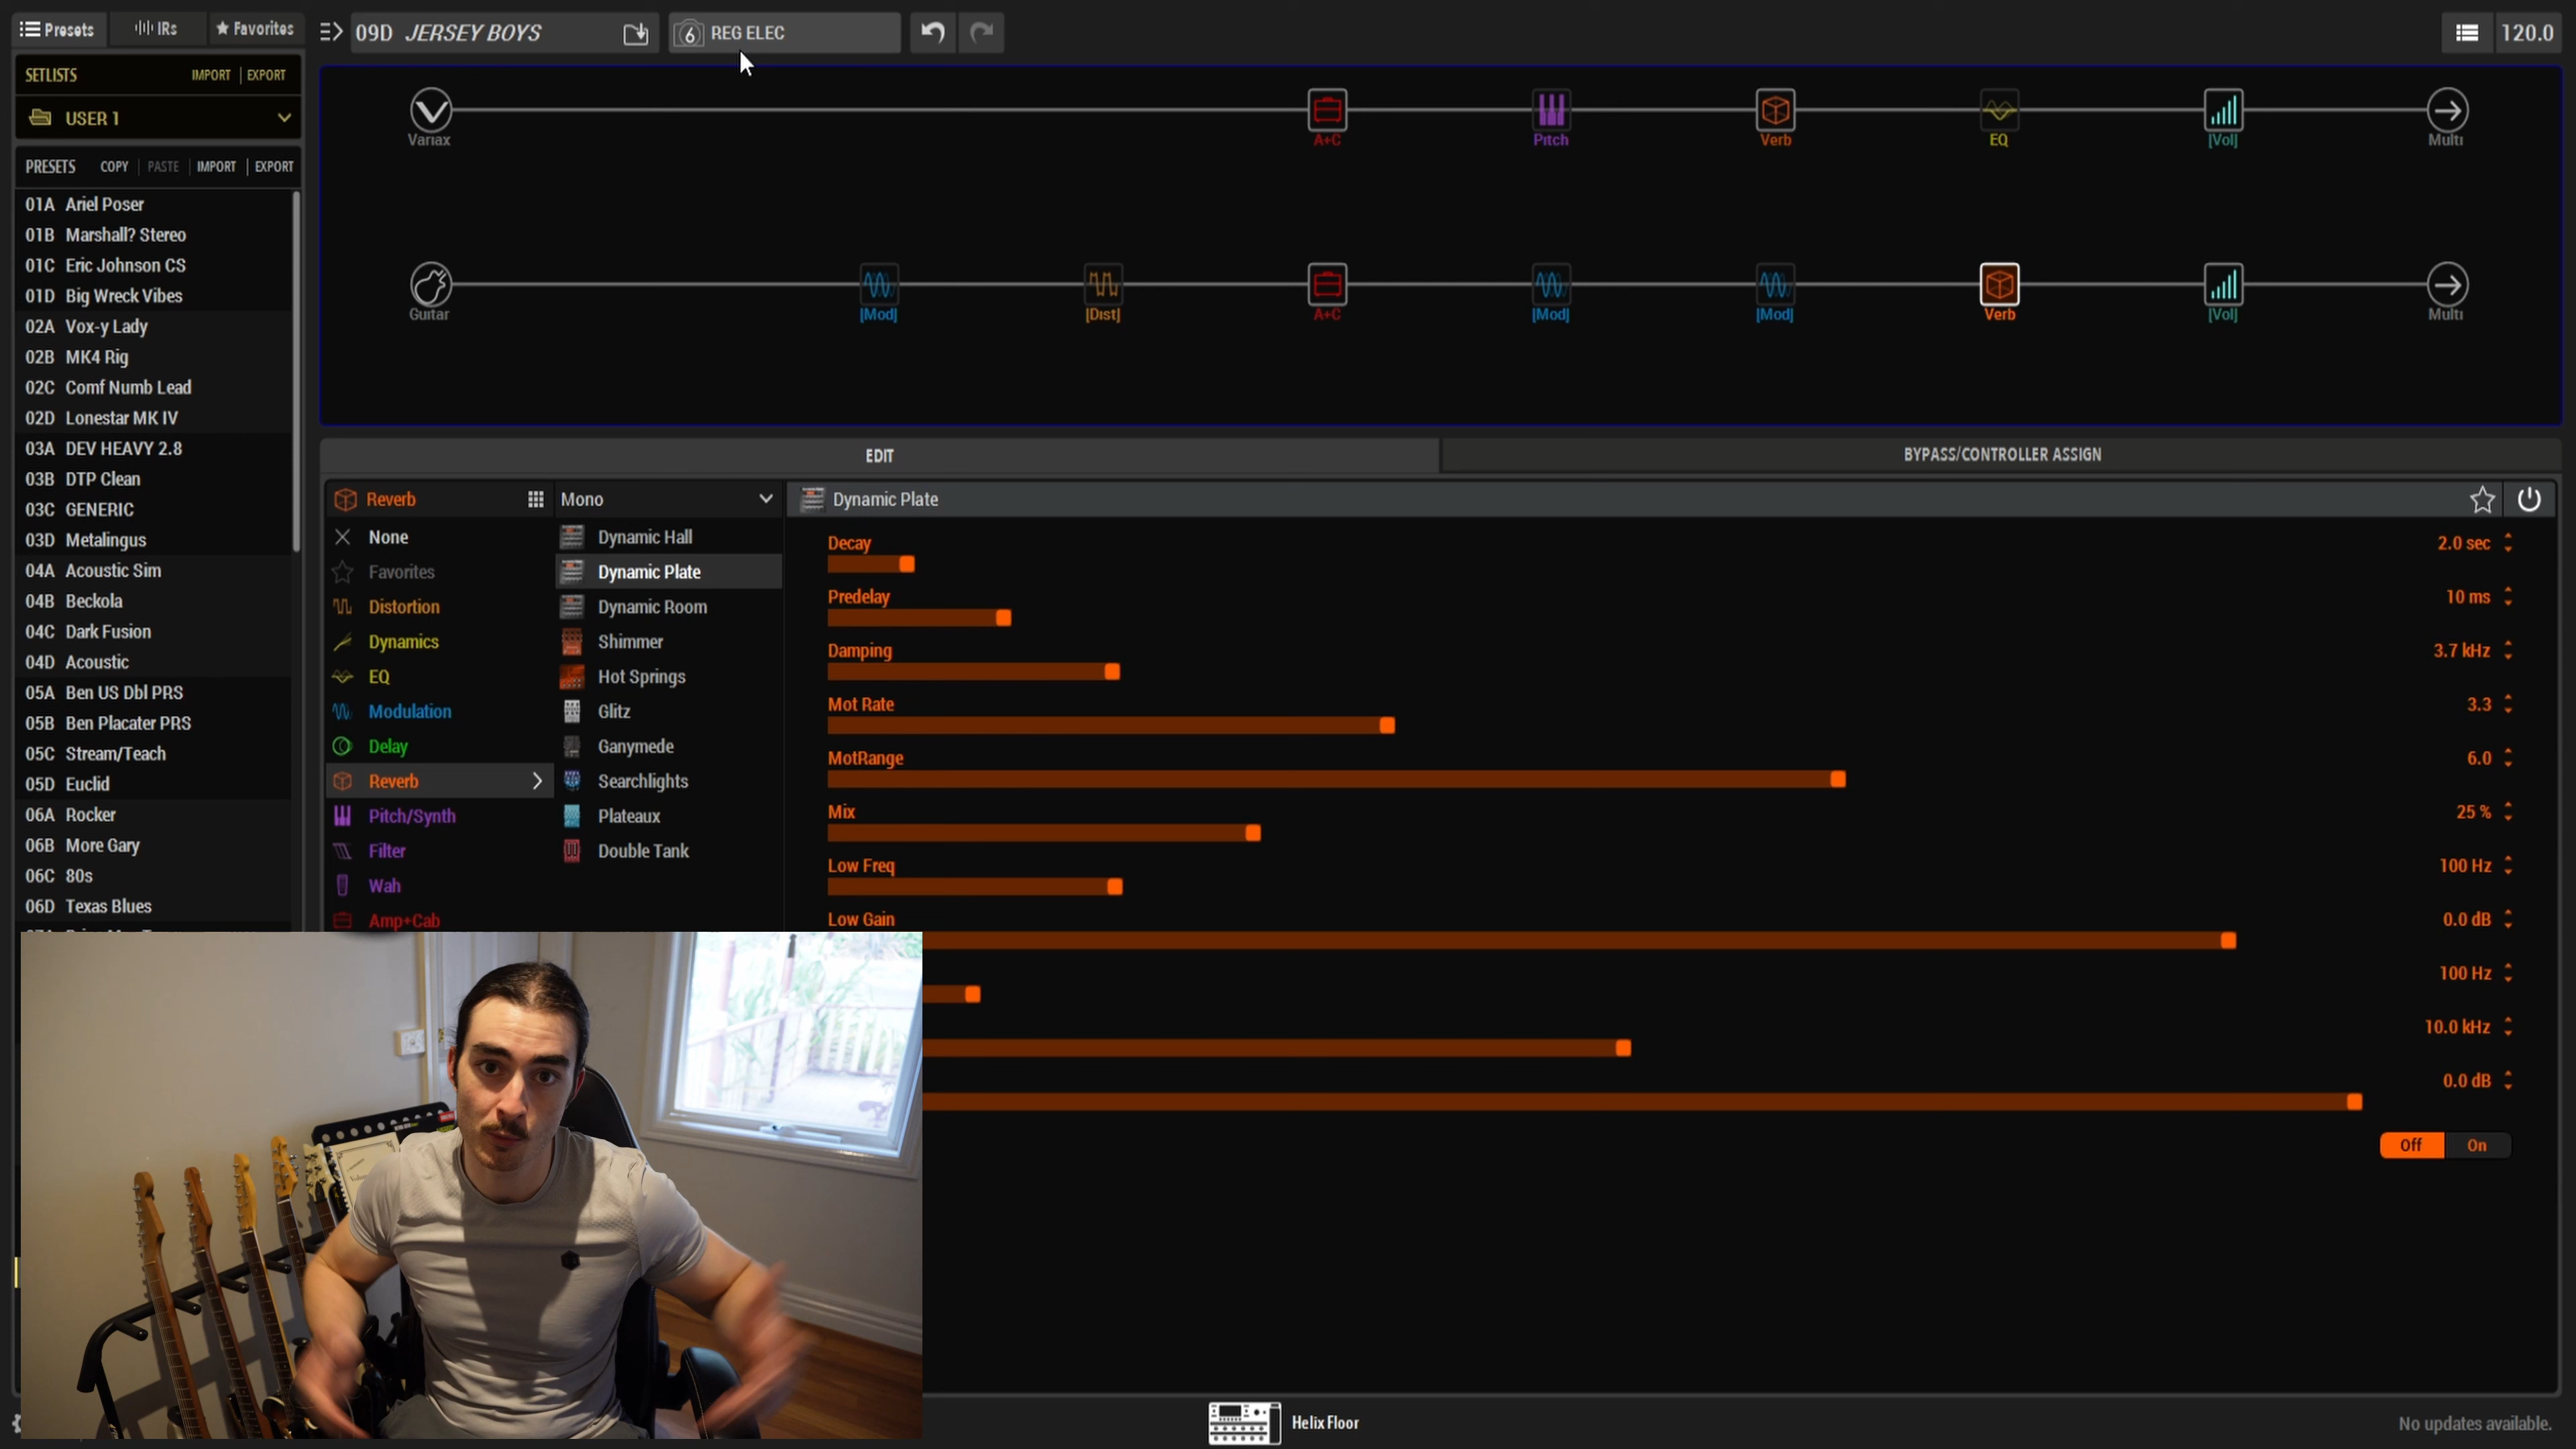 Presets IRs Favorites
09D JERSEY BOYS
6 REG ELEC
120.0
SETLISTS IMPORT EXPORT
USER 1
PRESETS COPY PASTE IMPORT EXPORT
01A Ariel Poser
01B Marshall? Stereo
01C Eric Johnson CS
01D Big Wreck Vibes
02A Vox-y Lady
02B MK4 Rig
02C Comf Numb Lead
02D Lonestar MK IV
03A DEV HEAVY 2.8
03B DTP Clean
03C GENERIC
03D Metalingus
04A Acoustic Sim
04B Beckola
04C Dark Fusion
04D Acoustic
05A Ben US Dbl PRS
05B Ben Placater PRS
05C Stream/Teach
05D Euclid
06A Rocker
06B More Gary
06C 80s
06D Texas Blues
Variax A+C Pitch Verb EQ [Vol] Multi
Guitar [Mod] [Dist] A+C [Mod] [Mod] Verb [Vol] Multi
EDIT BYPASS/CONTROLLER ASSIGN
Reverb Mono
None
Favorites
Distortion
Dynamics
EQ
Modulation
Delay
Reverb
Pitch/Synth
Filter
Wah
Amp+Cab
Dynamic Hall
Dynamic Plate
Dynamic Room
Shimmer
Hot Springs
Glitz
Ganymede
Searchlights
Plateaux
Double Tank
Dynamic Plate
Decay 2.0 sec
Predelay 10 ms
Damping 3.7 kHz
Mot Rate 3.3
MotRange 6.0
Mix 25 %
Low Freq 100 Hz
Low Gain 0.0 dB
100 Hz
10.0 kHz
0.0 dB
Off On
Helix Floor
No updates available.